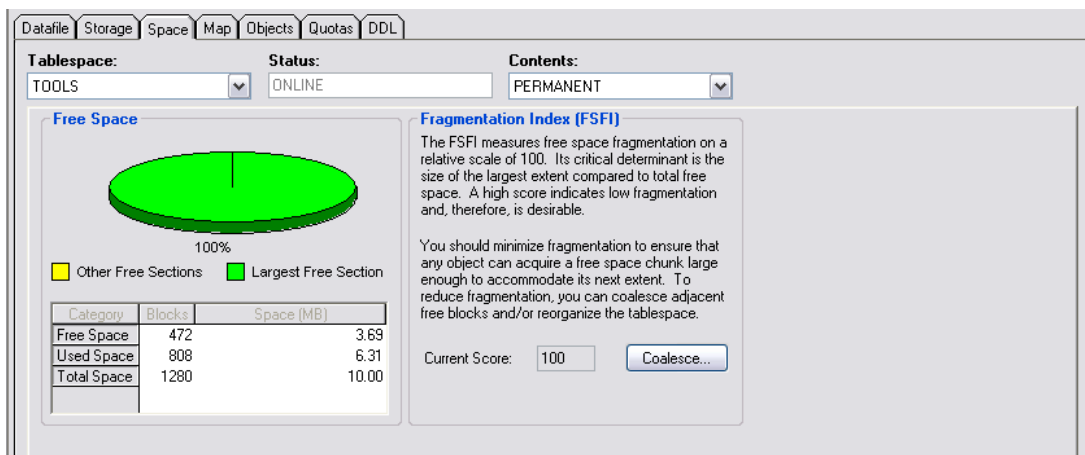 Datafile Storage Space Map Objects Quotas DDL
Tablespace: Status: Contents:
TOOLS ONLINE PERMANENT
Free Space
100%
Other Free Sections Largest Free Section
Category Blocks Space (MB)
Free Space 472 3.69
Used Space 808 6.31
Total Space 1280 10.00
Fragmentation Index (FSFI)
The FSFI measures free space fragmentation on a
relative scale of 100. Its critical determinant is the
size of the largest extent compared to total free
space. A high score indicates low fragmentation
and, therefore, is desirable.
You should minimize fragmentation to ensure that
any object can acquire a free space chunk large
enough to accommodate its next extent. To
reduce fragmentation, you can coalesce adjacent
free blocks and/or reorganize the tablespace.
Current Score: 100 Coalesce...